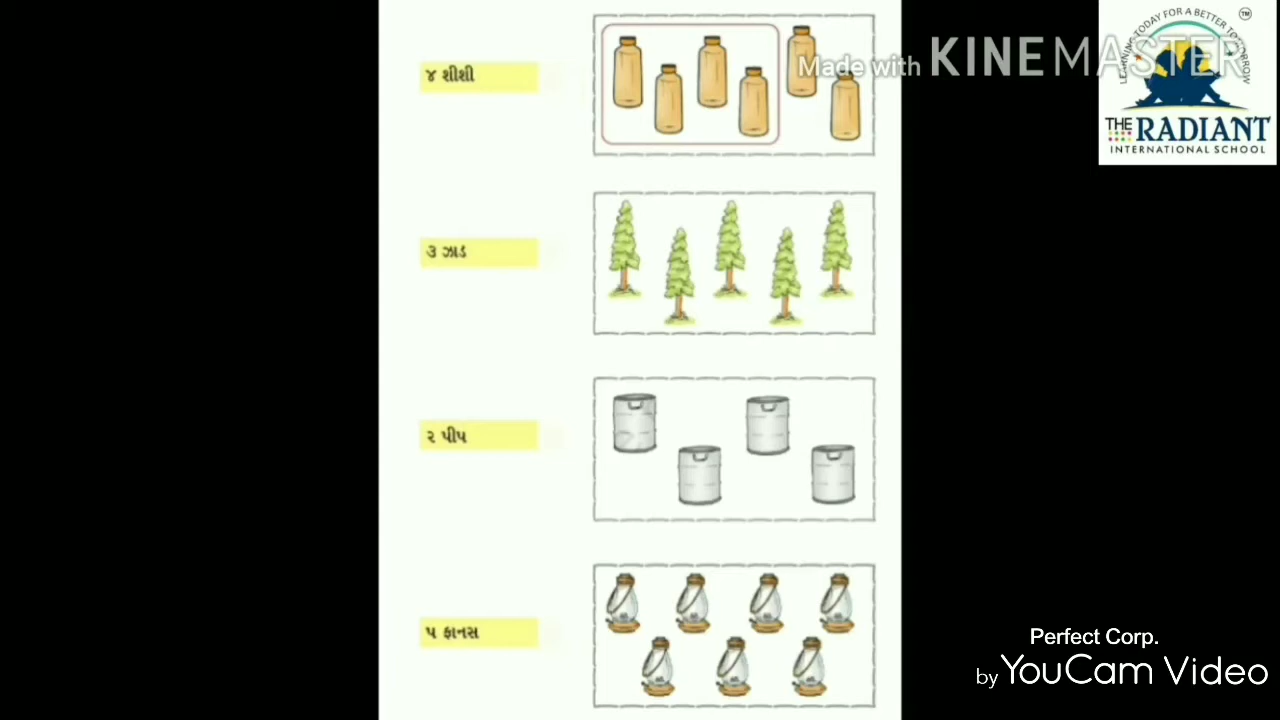 ૪ શીશી
૩ ઝાડ
૨ પીપ
૫ ફાનસ
Made with KINEMASTER
LEARNING TODAY FOR A BETTER TOMORROW
TM
THE RADIANT
INTERNATIONAL SCHOOL
Perfect Corp.
by YouCam Video